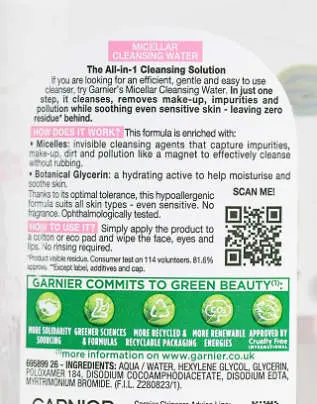 MICELLAR
CLEANSING WATER
The All-in-1 Cleansing Solution
If you are looking for an efficient, gentle and easy to use
cleanser, try Garnier's Micellar Cleansing Water. In just one
step, it cleanses, removes make-up, impurities and
pollution while soothing even sensitive skin - leaving zero
residue* behind.
HOW DOES IT WORK? This formula is enriched with:
• Micelles: invisible cleansing agents that capture impurities,
make-up, dirt and pollution like a magnet to effectively cleanse
without rubbing.
• Botanical Glycerin: a hydrating active to help moisturise and
soothe skin.
Thanks to its optimal tolerance, this hypoallergenic
formula suits all skin types - even sensitive. No
fragrance. Ophthalmologically tested.
SCAN ME!
HOW TO USE IT? Simply apply the product to
a cotton or eco pad and wipe the face, eyes and
lips. No rinsing required.
*Product visible residue. Consumer test on 114 volunteers. 81.6%
approve. **Except label, additives and cap.
GARNIER COMMITS TO GREEN BEAUTY(1):
MORE SOLIDARITY
SOURCING
GREENER SCIENCES
& FORMULAS
MORE RECYCLED &
RECYCLABLE PACKAGING
MORE RENEWABLE
ENERGIES
APPROVED BY
Cruelty Free
INTERNATIONAL
(1)more information on www.garnier.co.uk
695899 26 - INGREDIENTS: AQUA / WATER, HEXYLENE GLYCOL, GLYCERIN,
POLOXAMER 184, DISODIUM COCOAMPHODIACETATE, DISODIUM EDTA,
MYRTRIMONIUM BROMIDE. (F.I.L. Z280823/1).